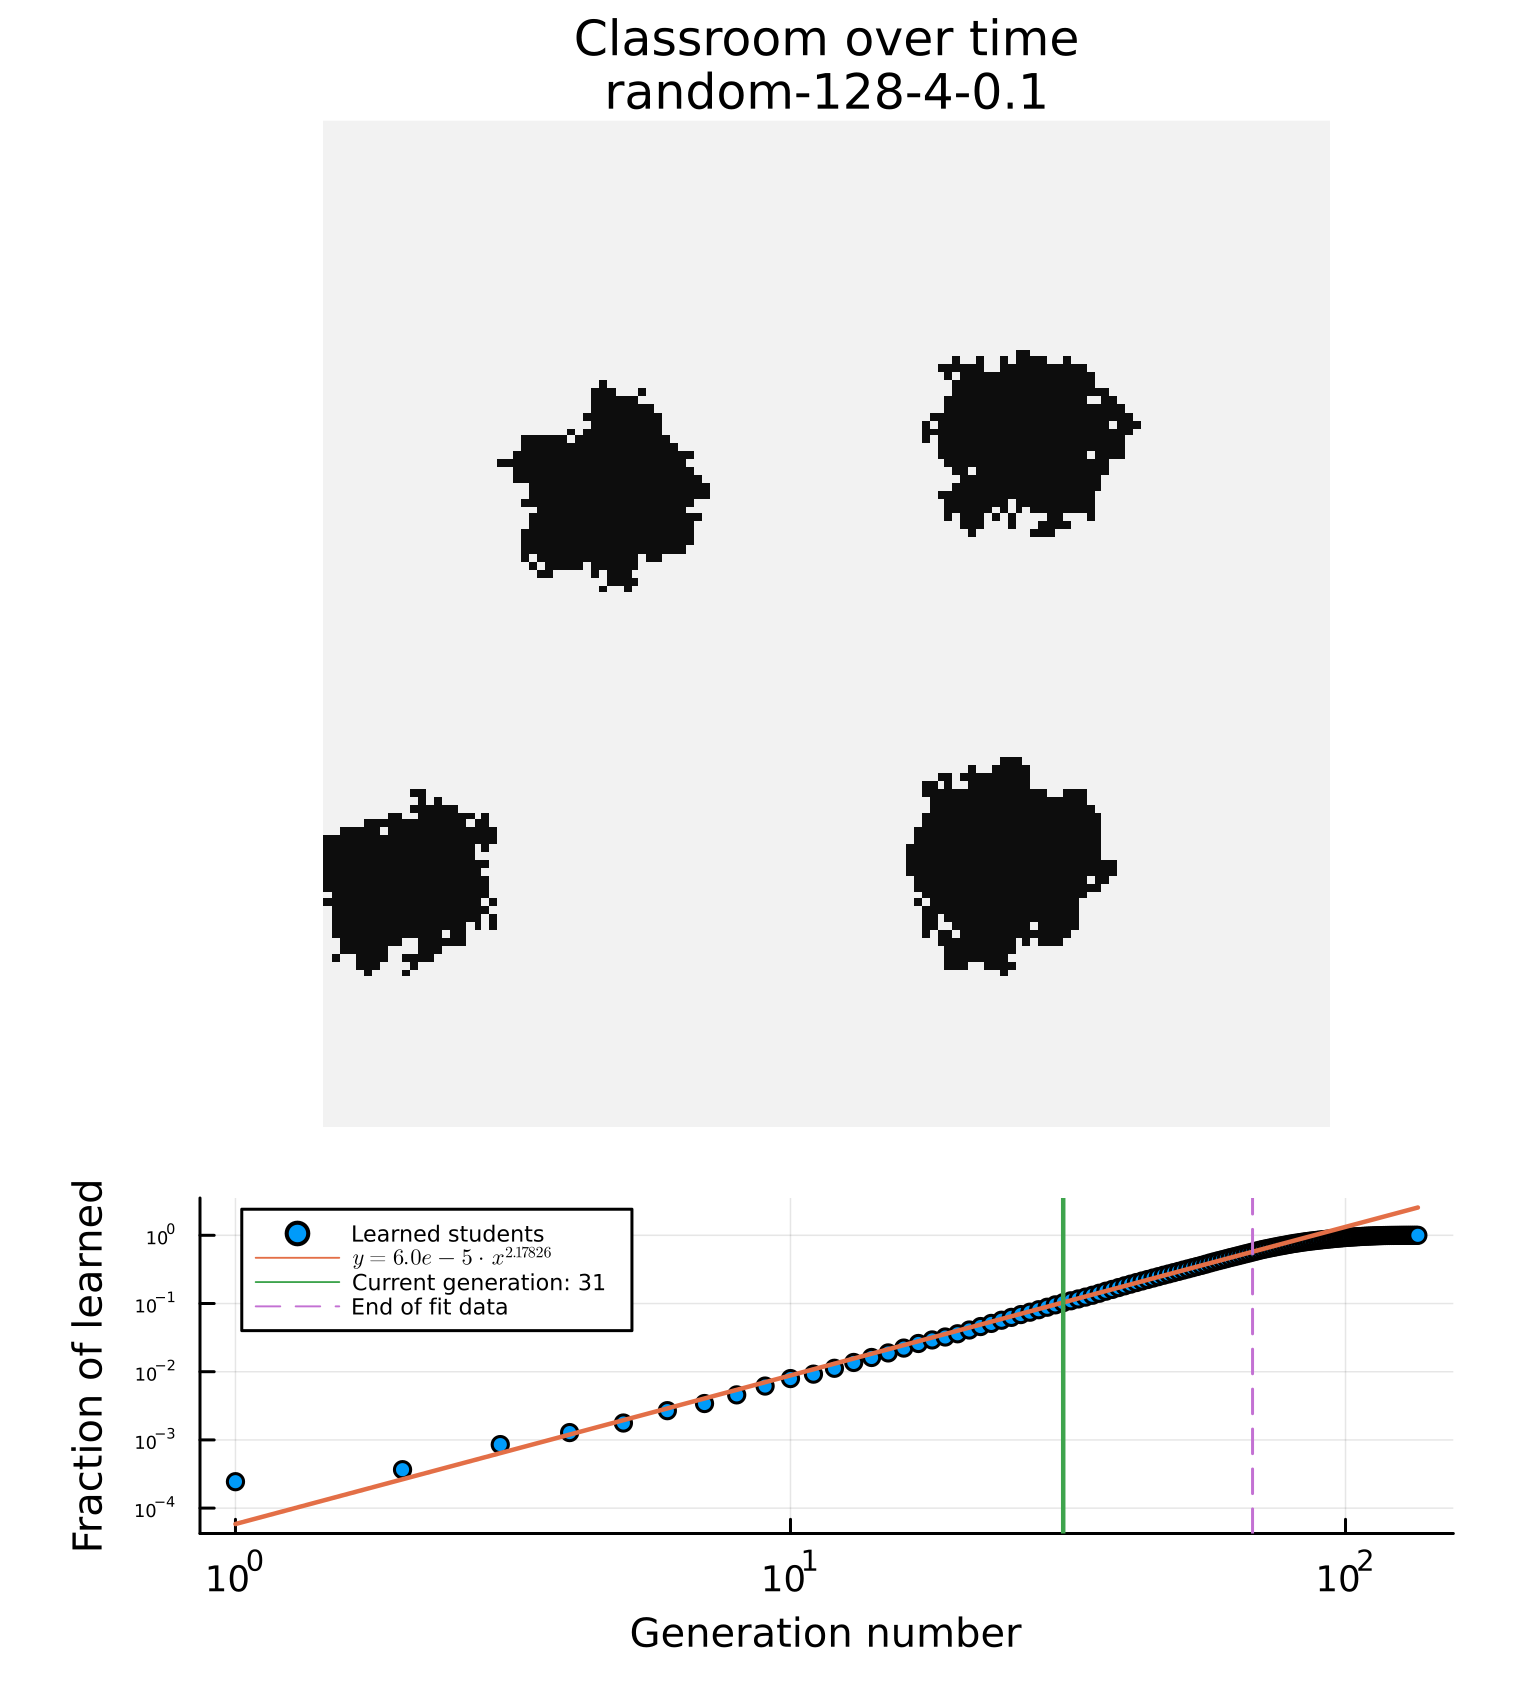 Classroom over time
random-128-4-0.1
Fraction of learned
10^0
10^−1
10^−2
10^−3
10^−4
Learned students
y = 6.0e − 5 · x^2.17826
Current generation: 31
End of fit data
10^0 10^1 10^2
Generation number